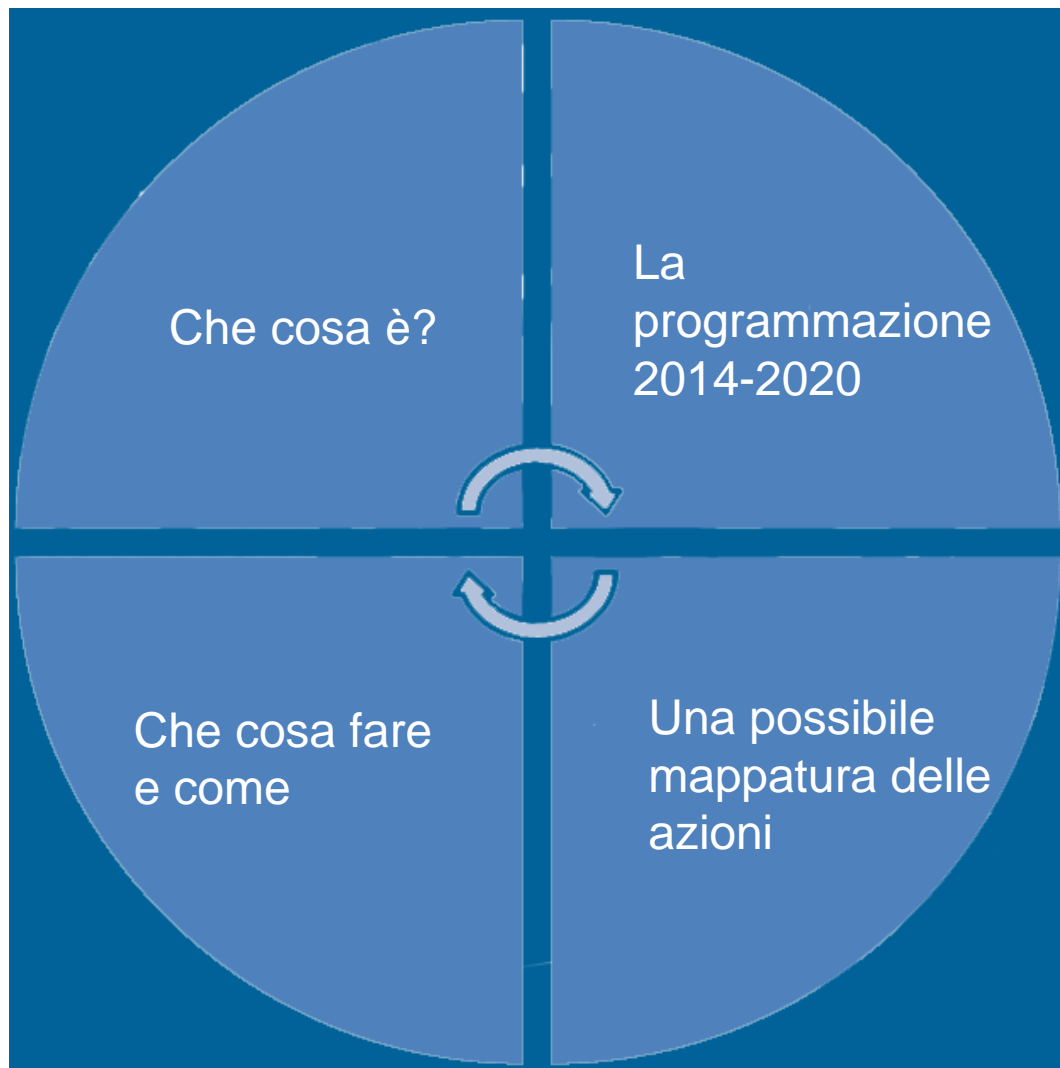 Che cosa è?
La
programmazione
2014-2020
Che cosa fare
e come
Una possibile
mappatura delle
azioni